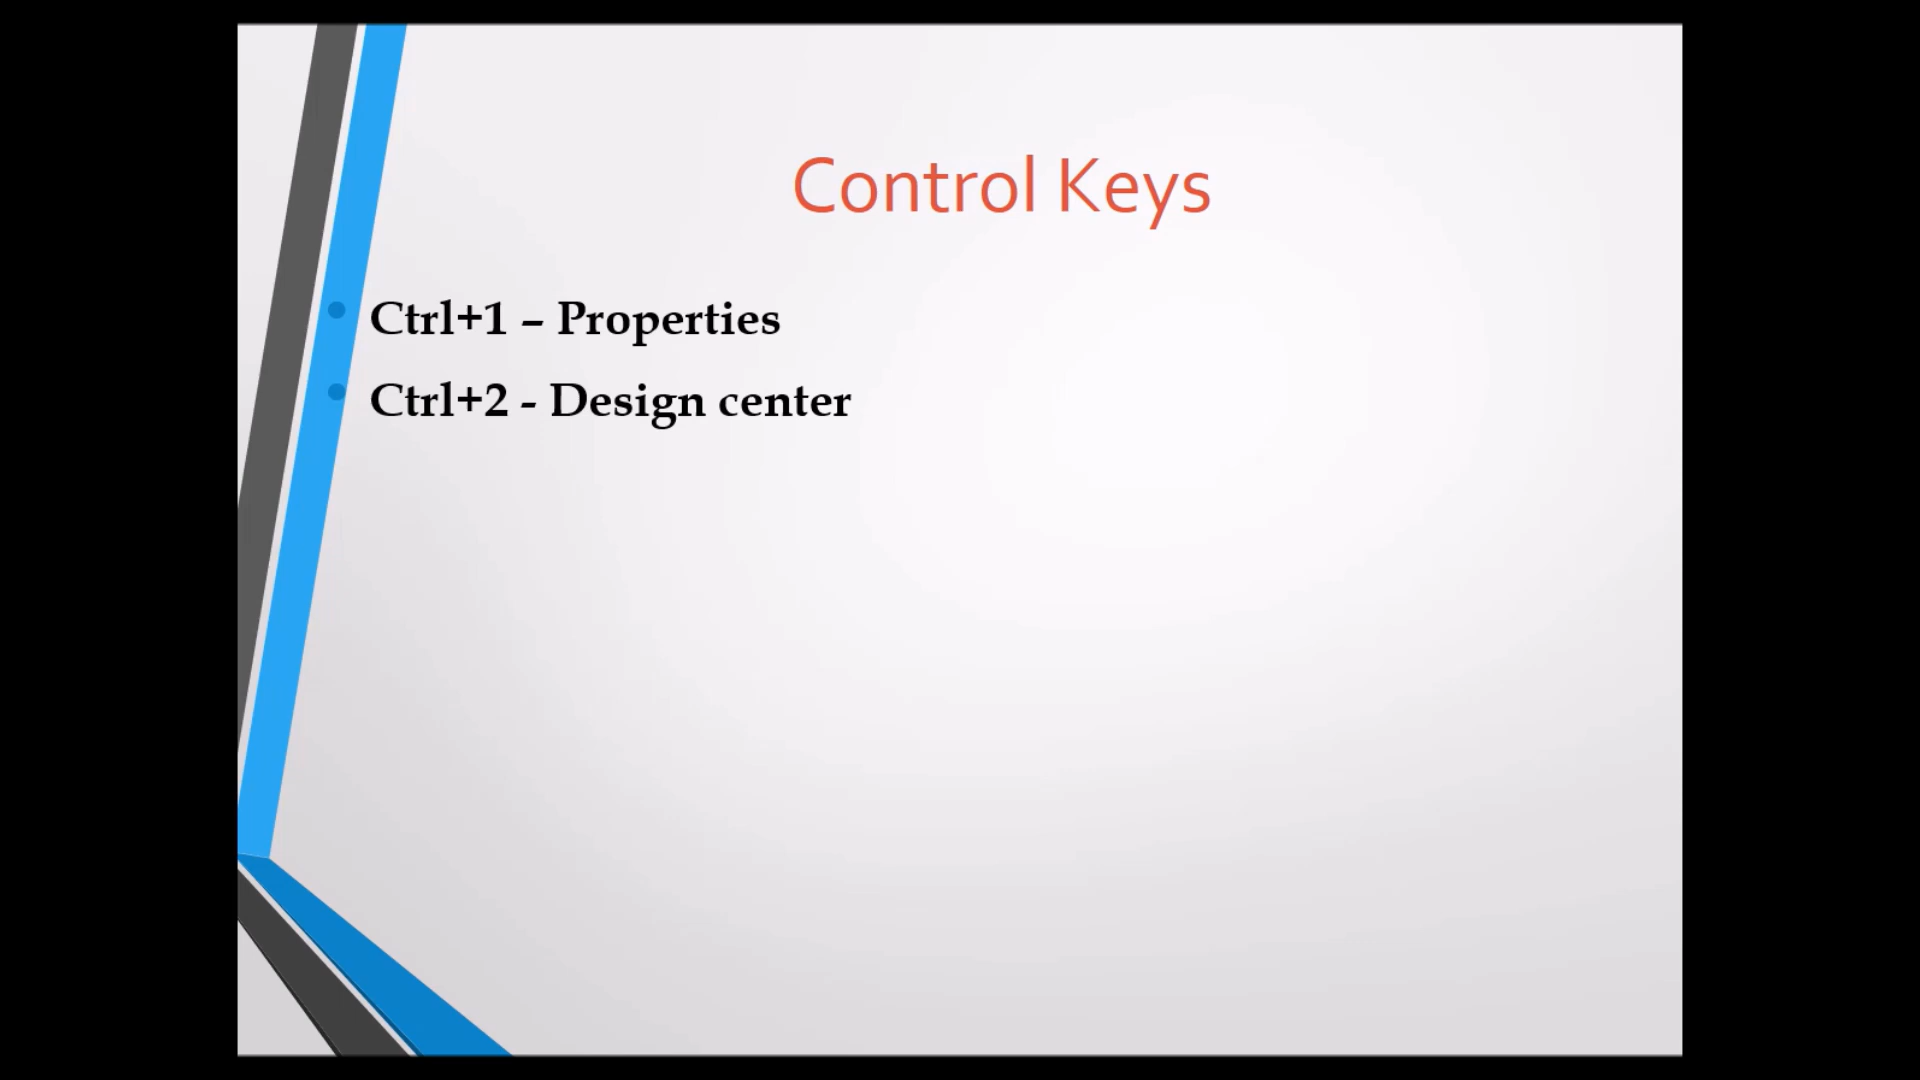 Control Keys
Ctrl+1 – Properties
Ctrl+2 - Design center